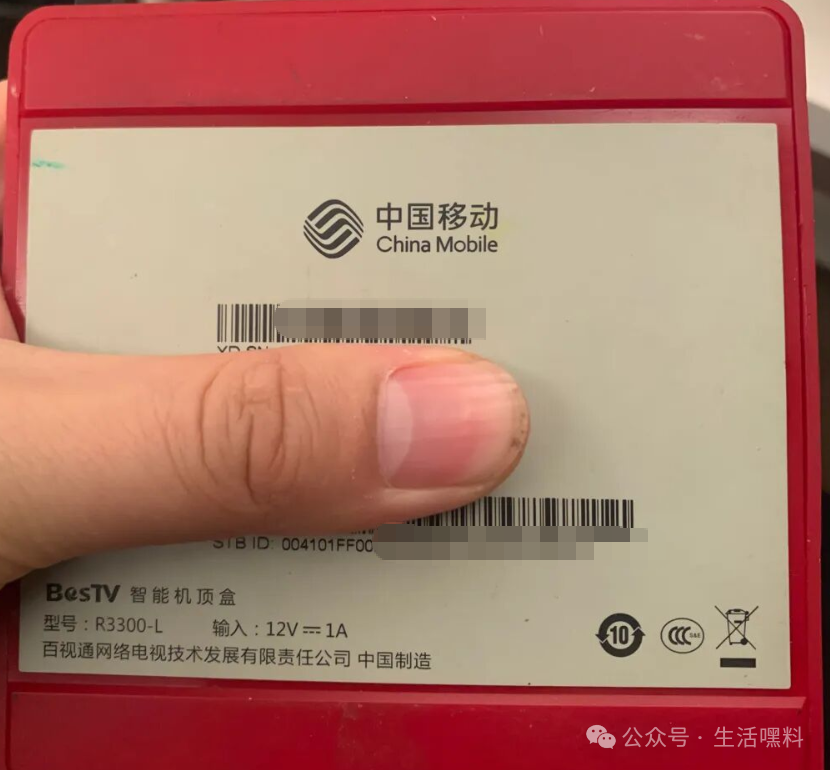 中国移动
China Mobile
STB ID: 004101FF00
BesTV 智能机顶盒
型号：R3300-L 输入：12V⎓1A
百视通网络电视技术发展有限责任公司 中国制造
10
CCC
公众号 · 生活嘿料